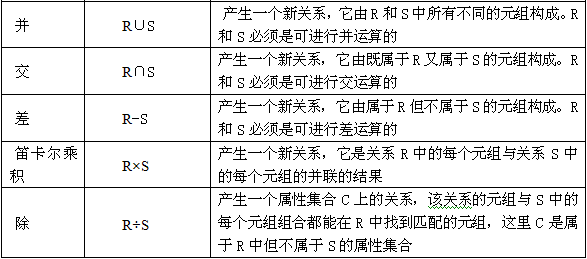 并 R∪S 产生一个新关系，它由 R 和 S 中所有不同的元组构成。R
和 S 必须是可进行并运算的
交 R∩S 产生一个新关系，它由既属于 R 又属于 S 的元组构成。R
和 S 必须是可进行交运算的
差 R−S 产生一个新关系，它由属于 R 但不属于 S 的元组构成。R
和 S 必须是可进行差运算的
笛卡尔乘
积 R×S 产生一个新关系，它是关系 R 中的每个元组与关系 S 中
的每个元组的并联的结果
除 R÷S 产生一个属性集合 C 上的关系，该关系的元组与 S 中的
每个元组组合都能在 R 中找到匹配的元组，这里 C 是属
于 R 中但不属于 S 的属性集合